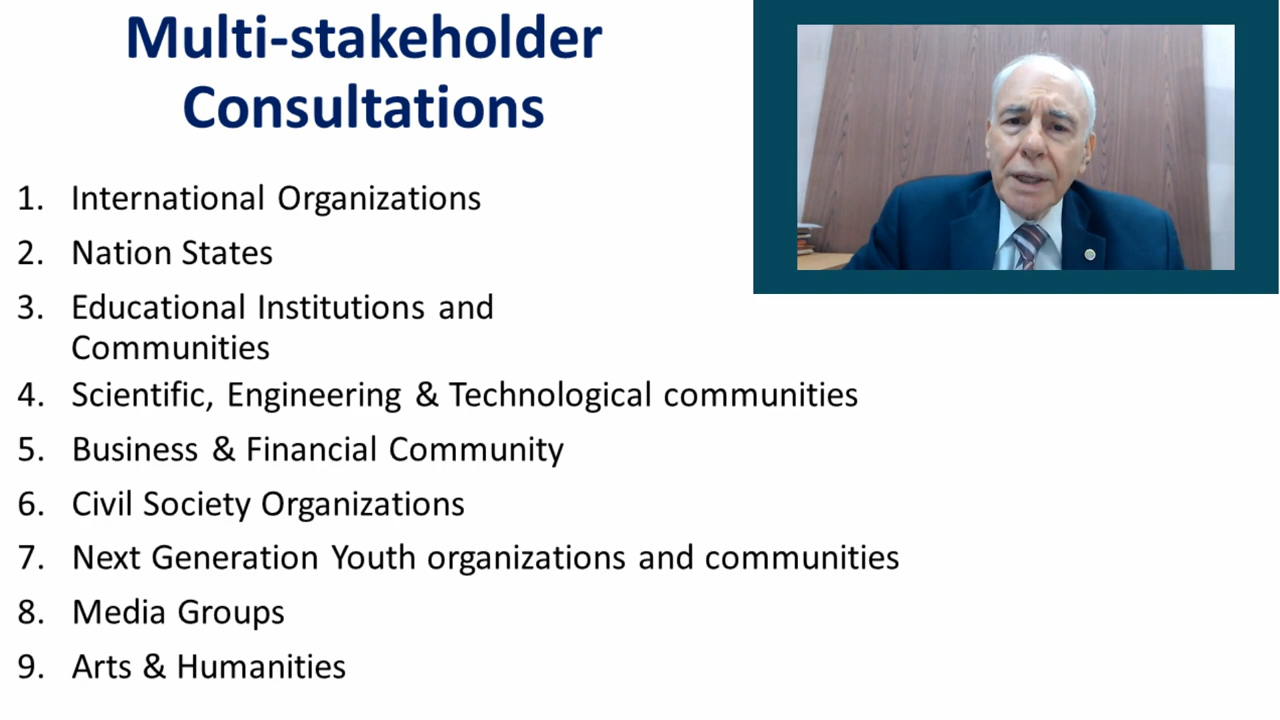 Multi-stakeholder
Consultations
1. International Organizations
2. Nation States
3. Educational Institutions and
Communities
4. Scientific, Engineering & Technological communities
5. Business & Financial Community
6. Civil Society Organizations
7. Next Generation Youth organizations and communities
8. Media Groups
9. Arts & Humanities